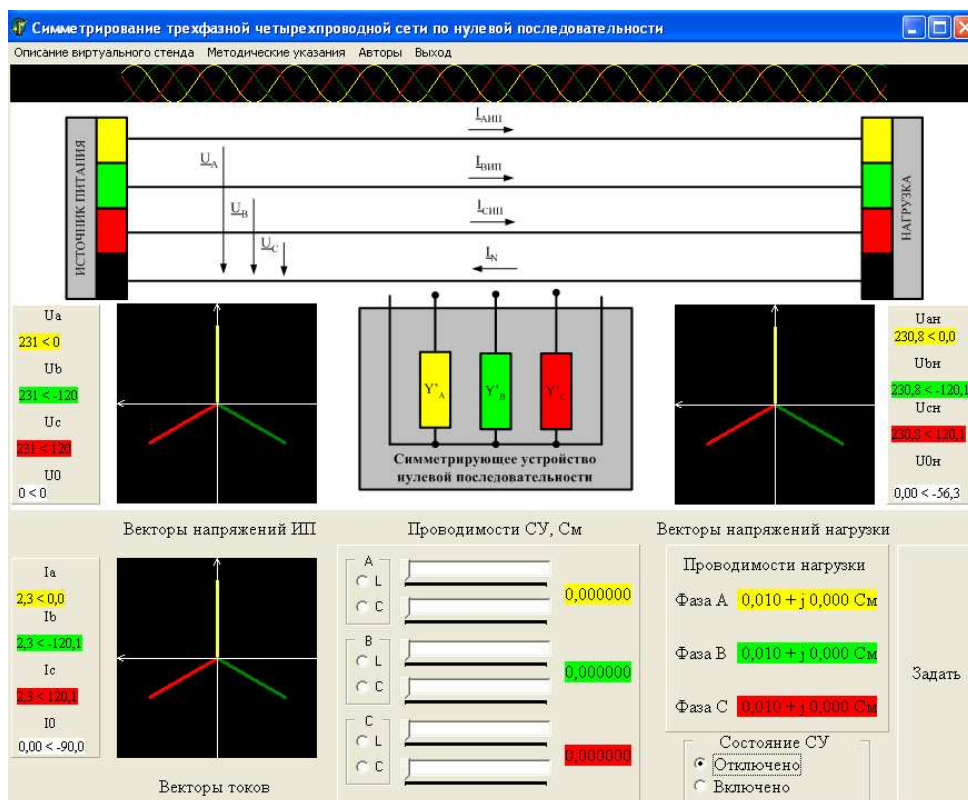 Симметрирование трехфазной четырехпроводной сети по нулевой последовательности
Описание виртуального стенда Методические указания Авторы Выход
ИСТОЧНИК ПИТАНИЯ
I АИП
U A
I ВИП
U B
I СИП
U C
I N
НАГРУЗКА
Ua
231 < 0
Ub
231 < -120
Uc
231 < 120
U0
0 < 0
Y' A
Y' B
Y' C
Симметрирующее устройство
нулевой последовательности
Uан
230,8 < 0,0
Ubн
230,8 < -120,1
Ucн
230,8 < 120,1
U0н
0,00 < -56,3
Векторы напряжений ИП
Проводимости СУ, См
Векторы напряжений нагрузки
Ia
2,3 < 0,0
Ib
2,3 < -120,1
Ic
2,3 < 120,1
I0
0,00 < -90,0
Векторы токов
A
L
C
0,000000
B
L
C
0,000000
C
L
C
0,000000
Проводимости нагрузки
Фаза A 0,010 + j 0,000 См
Фаза B 0,010 + j 0,000 См
Фаза C 0,010 + j 0,000 См
Состояние СУ
Отключено
Включено
Задать